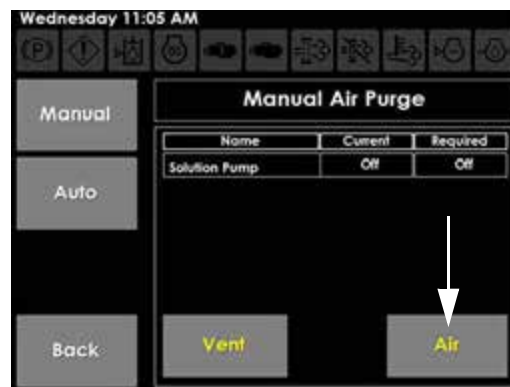 Wednesday 11:05 AM
Manual
Manual Air Purge
Name Current Required
Solution Pump Off Off
Auto
Back
Vent
Air